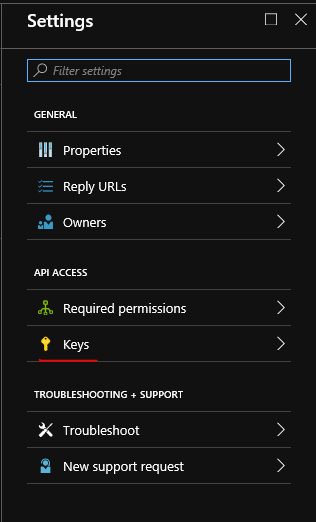 Settings
Filter settings
GENERAL
Properties
Reply URLs
Owners
API ACCESS
Required permissions
Keys
TROUBLESHOOTING + SUPPORT
Troubleshoot
New support request